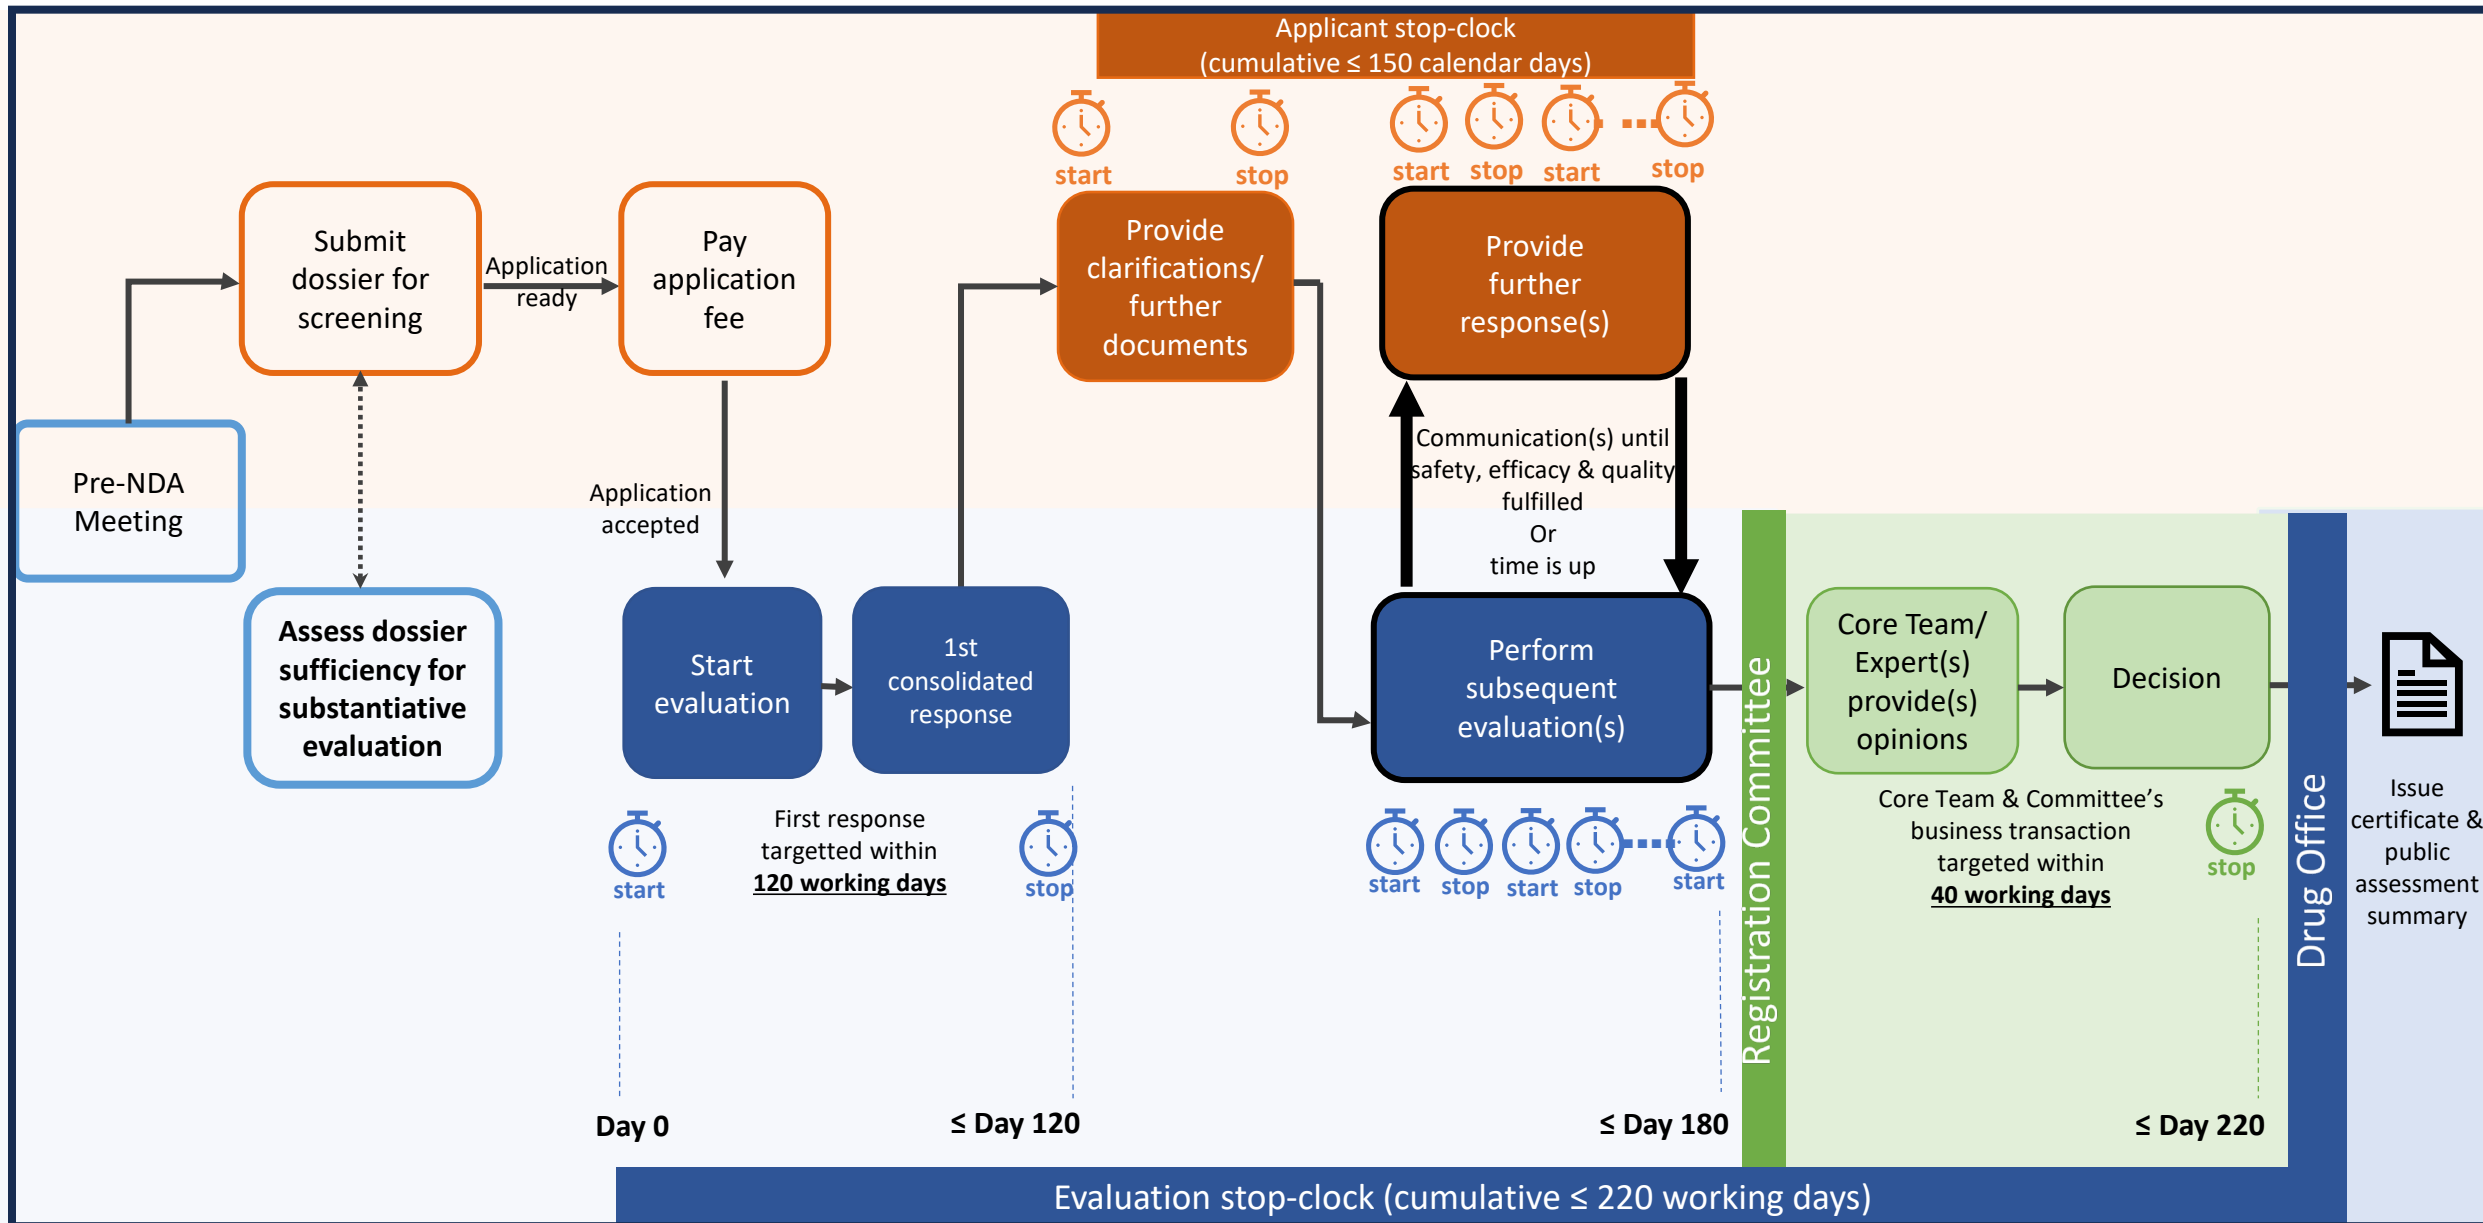 Applicant stop-clock
(cumulative ≤ 150 calendar days)
start
stop
start
stop
start
stop
Submit
dossier for
screening
Application
ready
Pay
application
fee
Provide
clarifications/
further
documents
Provide
further
response(s)
Pre-NDA
Meeting
Application
accepted
Communication(s) until
safety, efficacy & quality
fulfilled
Or
time is up
Assess dossier
sufficiency for
substantiative
evaluation
Start
evaluation
1st
consolidated
response
Perform
subsequent
evaluation(s)
Registration Committee
Core Team/
Expert(s)
provide(s)
opinions
Decision
Drug Office
Issue
certificate &
public
assessment
summary
start
First response
targetted within
120 working days
stop
start
stop
start
stop
start
Core Team & Committee’s
business transaction
targeted within
40 working days
stop
Day 0
≤ Day 120
≤ Day 180
≤ Day 220
Evaluation stop-clock (cumulative ≤ 220 working days)